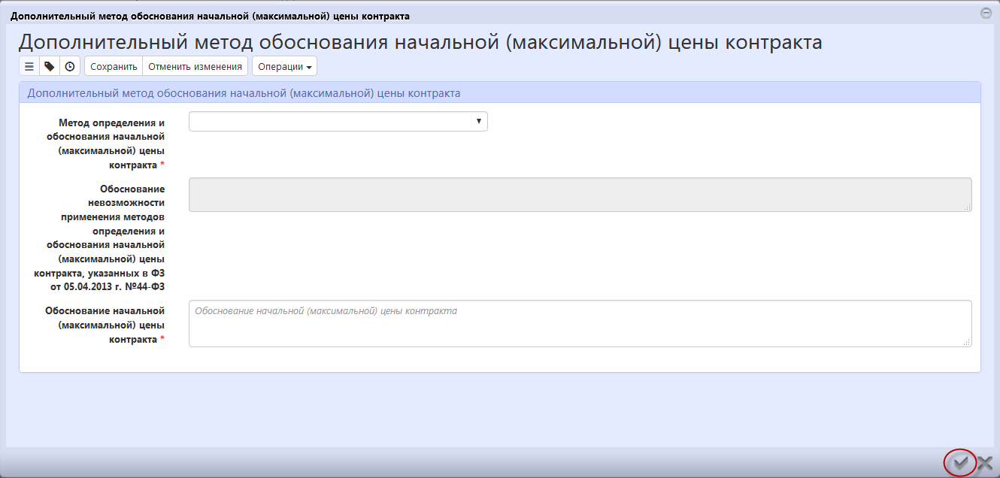 Дополнительный метод обоснования начальной (максимальной) цены контракта
Дополнительный метод обоснования начальной (максимальной) цены контракта
Сохранить Отменить изменения Операции
Дополнительный метод обоснования начальной (максимальной) цены контракта
Метод определения и
обоснования начальной
(максимальной) цены
контракта *
Обоснование
невозможности
применения методов
определения и
обоснования начальной
(максимальной) цены
контракта, указанных в ФЗ
от 05.04.2013 г. №44-ФЗ
Обоснование начальной
(максимальной) цены
контракта *
Обоснование начальной (максимальной) цены контракта